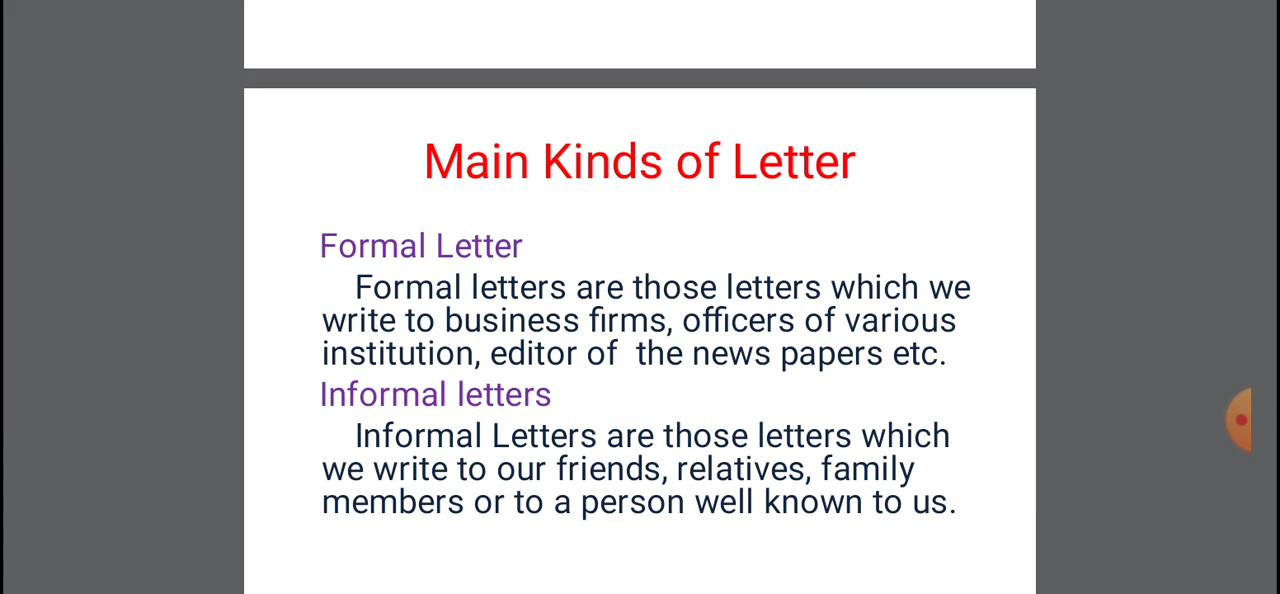 Main Kinds of Letter
Formal Letter
Formal letters are those letters which we
write to business firms, officers of various
institution, editor of  the news papers etc.
Informal letters
Informal Letters are those letters which
we write to our friends, relatives, family
members or to a person well known to us.